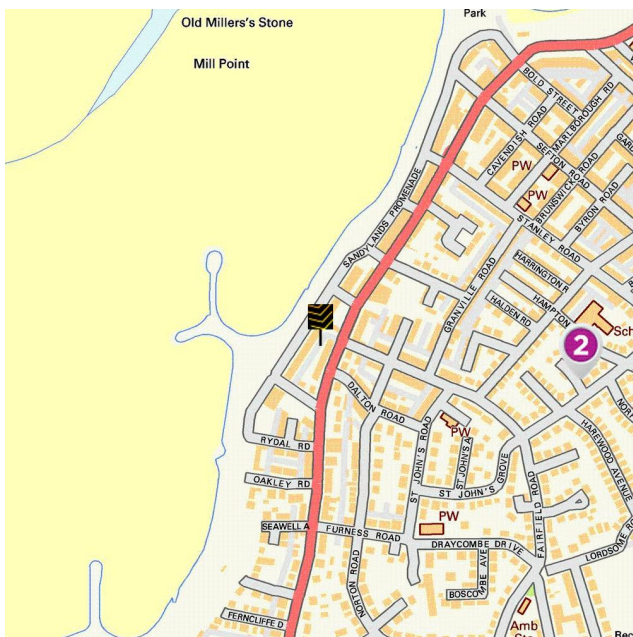 Old Millers's Stone
Mill Point
Park
BOLD STREET
MARLBOROUGH RD
CAVENDISH ROAD
SEFTON ROAD
PW
PW
BRUNSWICK ROAD
BYRON ROAD
STANLEY ROAD
SANDYLANDS PROMENADE
HARRINGTON R
GRANVILLE ROAD
HALDEN RD
HAMPTON
Sch
2
DALTON ROAD
PW
RYDAL RD
ST JOHN'S ROAD
ST JOHN'S A
HAREWOOD AVENUE
OAKLEY RD
ST JOHN'S GROVE
FAIRFIELD ROAD
PW
SEAWELL A
FURNESS ROAD
DRAYCOMBE DRIVE
LORDSOME R
NORTON ROAD
BOSCO
MBE AVE
FERNCLIFFE D
Amb